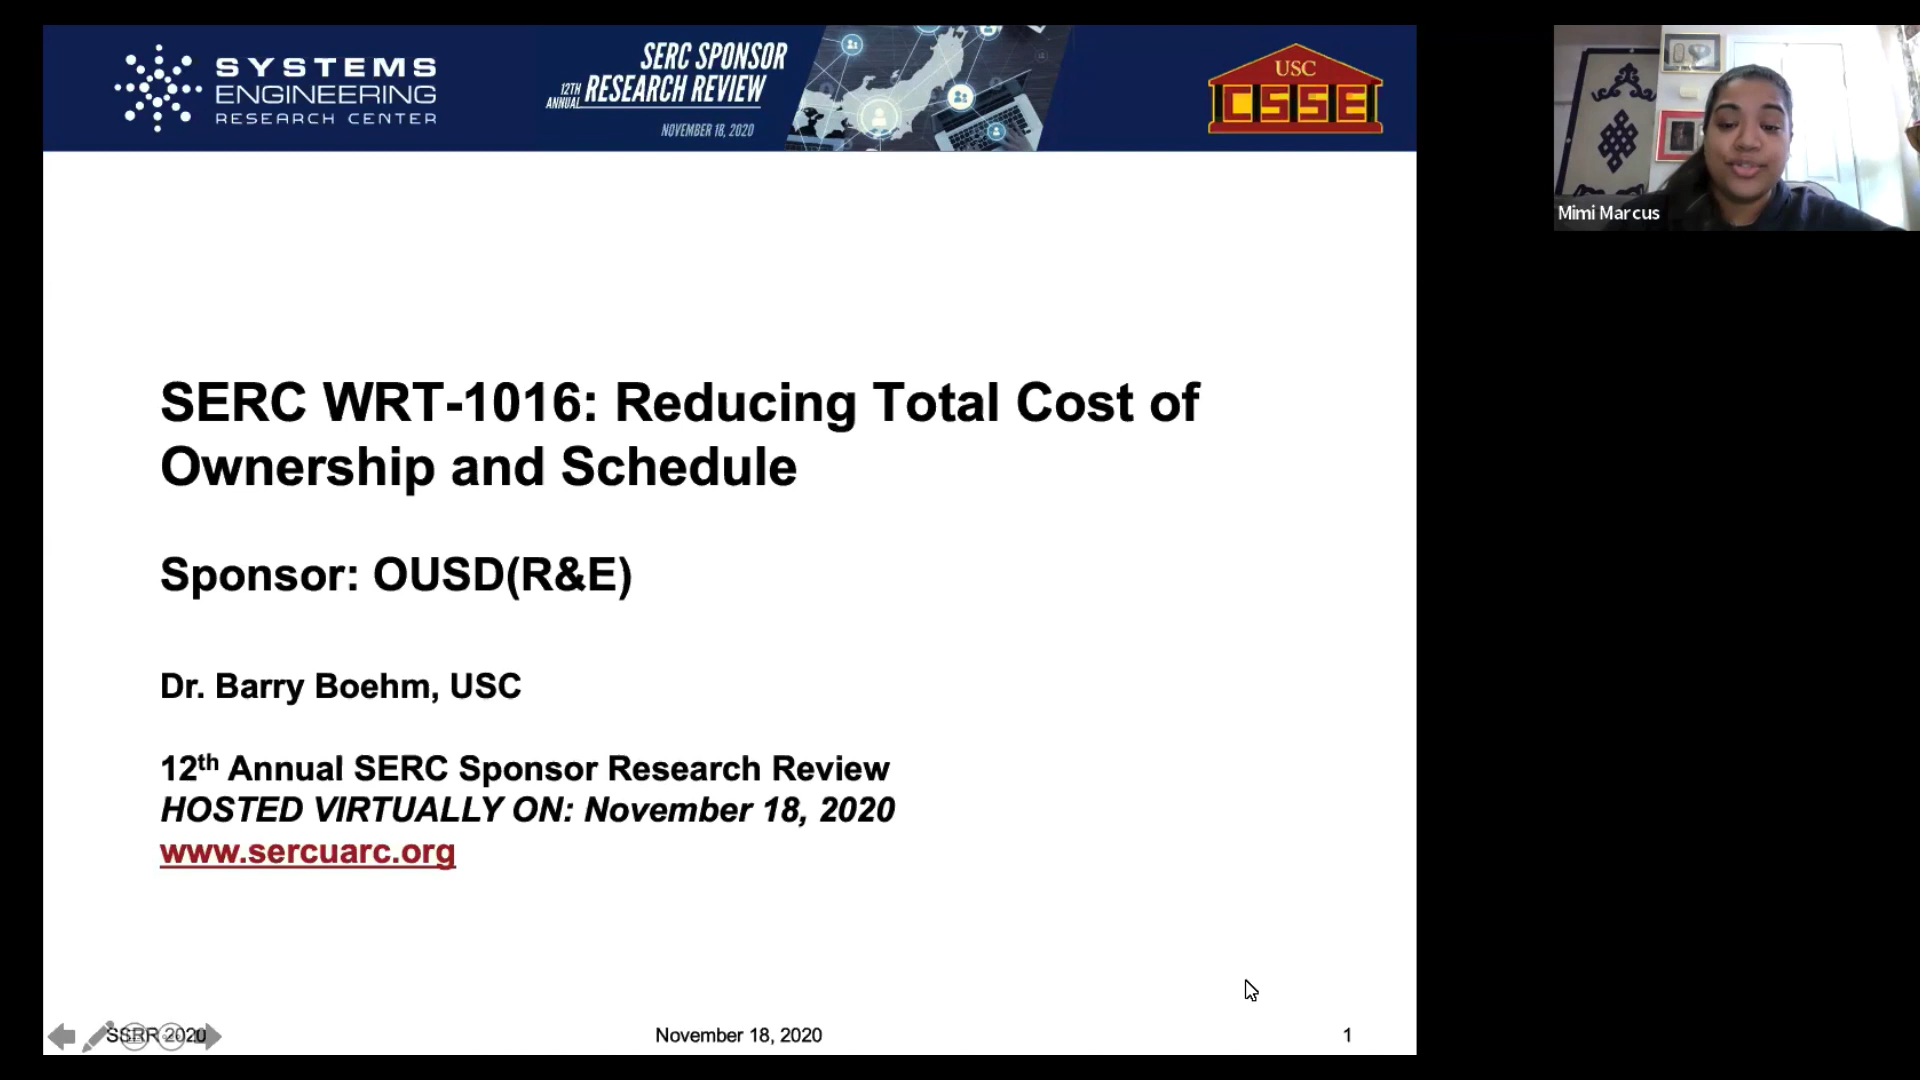 SYSTEMS
ENGINEERING
RESEARCH CENTER
SERC SPONSOR
12TH
ANNUAL
RESEARCH REVIEW
NOVEMBER 18, 2020
USC
CSSE
Mimi Marcus
SERC WRT-1016: Reducing Total Cost of
Ownership and Schedule
Sponsor: OUSD(R&E)
Dr. Barry Boehm, USC
12th Annual SERC Sponsor Research Review
HOSTED VIRTUALLY ON: November 18, 2020
www.sercuarc.org
SSRR 2020
November 18, 2020
1